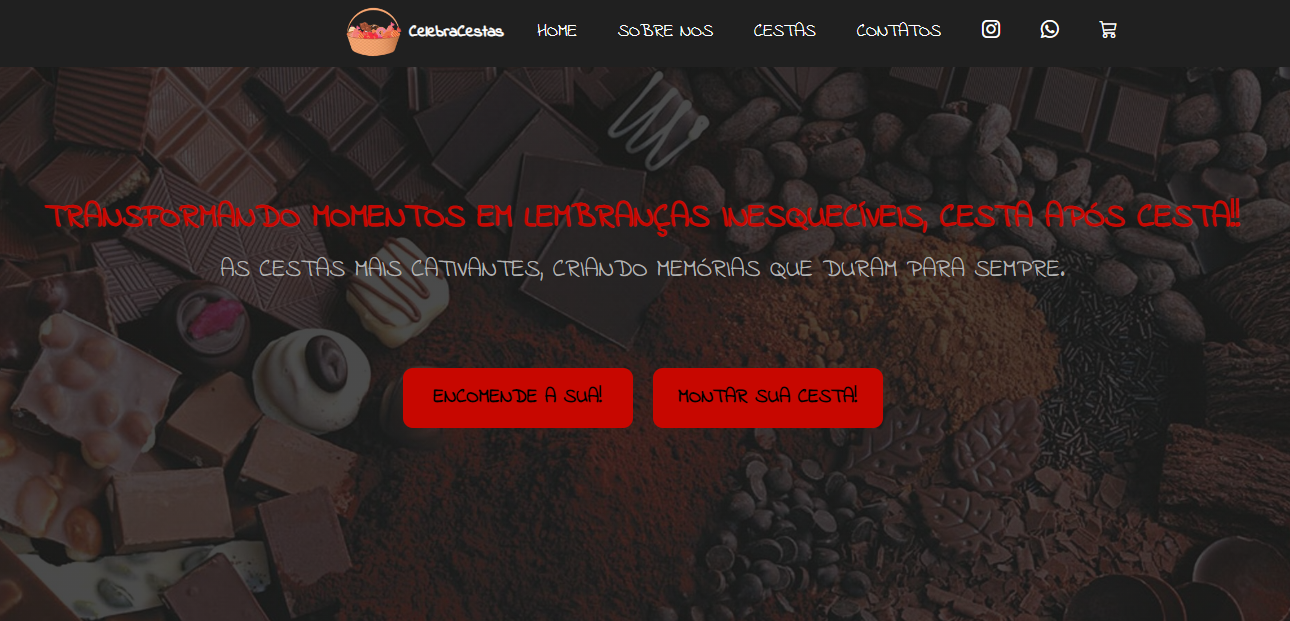 CelebraCestas
HOME
SOBRE NOS
CESTAS
CONTATOS
TRANSFORMANDO MOMENTOS EM LEMBRANÇAS INESQUECÍVEIS, CESTA APÓS CESTA!!
AS CESTAS MAIS CATIVANTES, CRIANDO MEMÓRIAS QUE DURAM PARA SEMPRE.
ENCOMENDE A SUA!
MONTAR SUA CESTA!